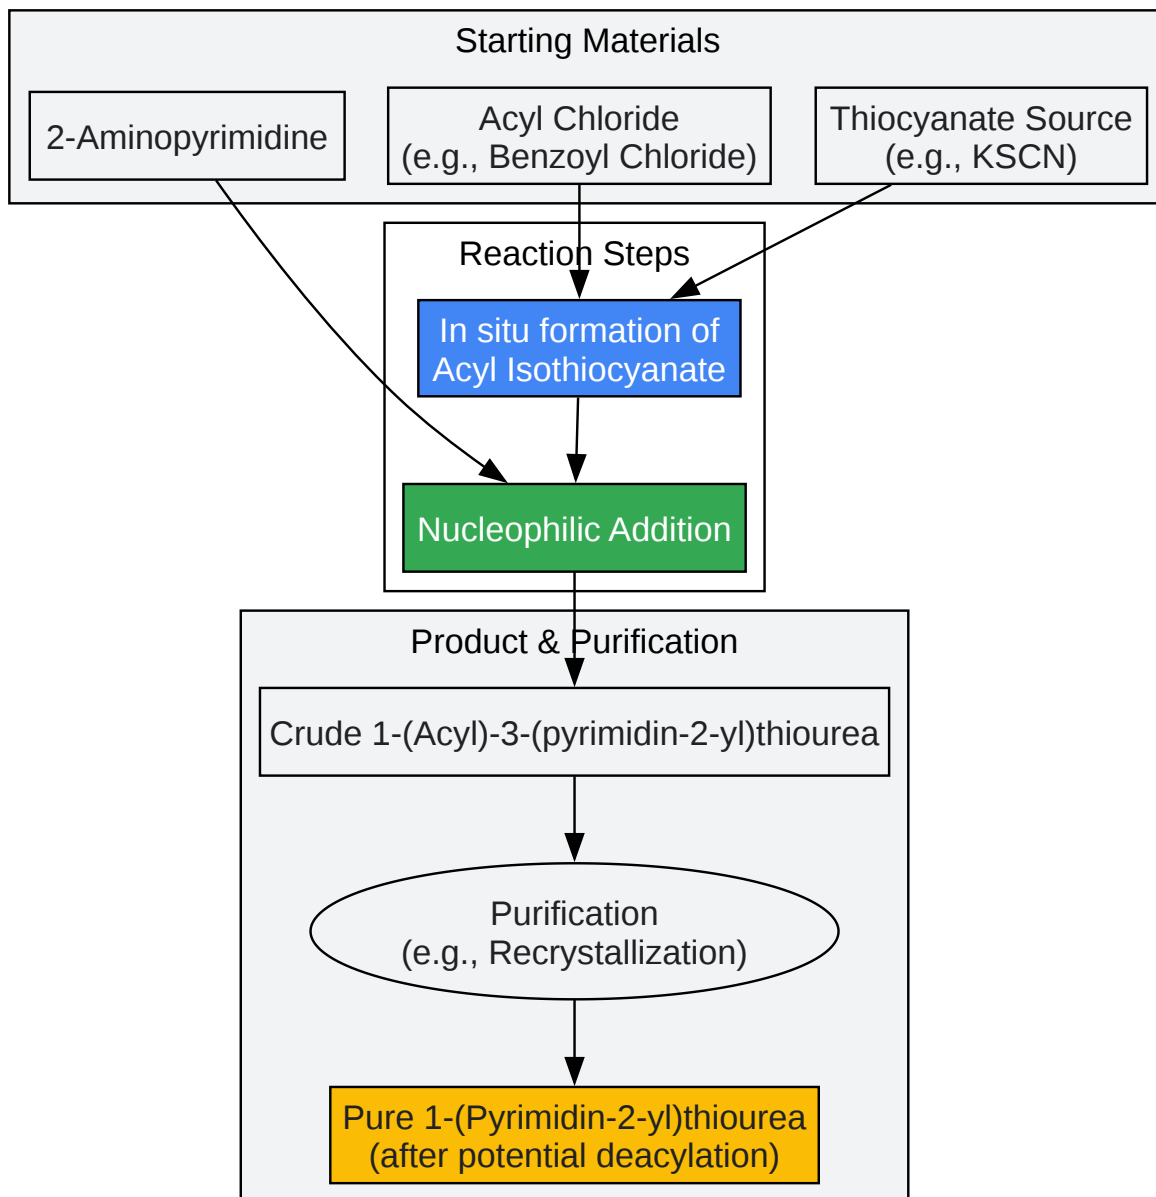 Starting Materials
2-Aminopyrimidine
Acyl Chloride
(e.g., Benzoyl Chloride)
Thiocyanate Source
(e.g., KSCN)
Reaction Steps
In situ formation of
Acyl Isothiocyanate
Nucleophilic Addition
Product & Purification
Crude 1-(Acyl)-3-(pyrimidin-2-yl)thiourea
Purification
(e.g., Recrystallization)
Pure 1-(Pyrimidin-2-yl)thiourea
(after potential deacylation)